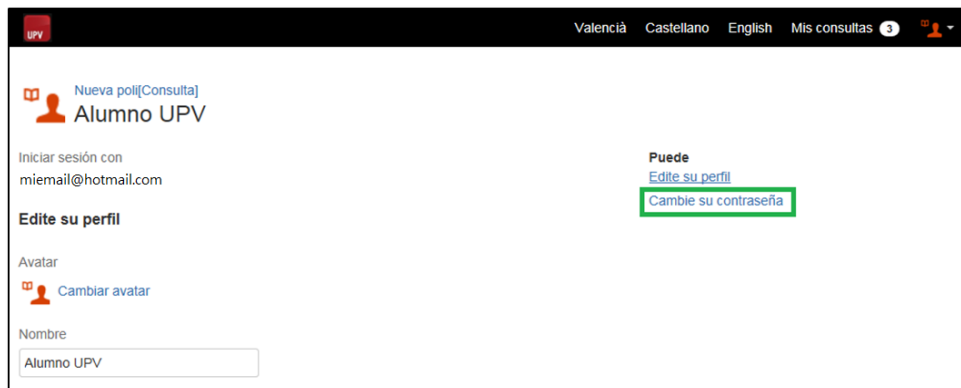 UPV
Valencià Castellano English Mis consultas 3
Nueva poli[Consulta]
Alumno UPV
Iniciar sesión con
miemail@hotmail.com
Edite su perfil
Avatar
Cambiar avatar
Nombre
Alumno UPV
Puede
Edite su perfil
Cambie su contraseña